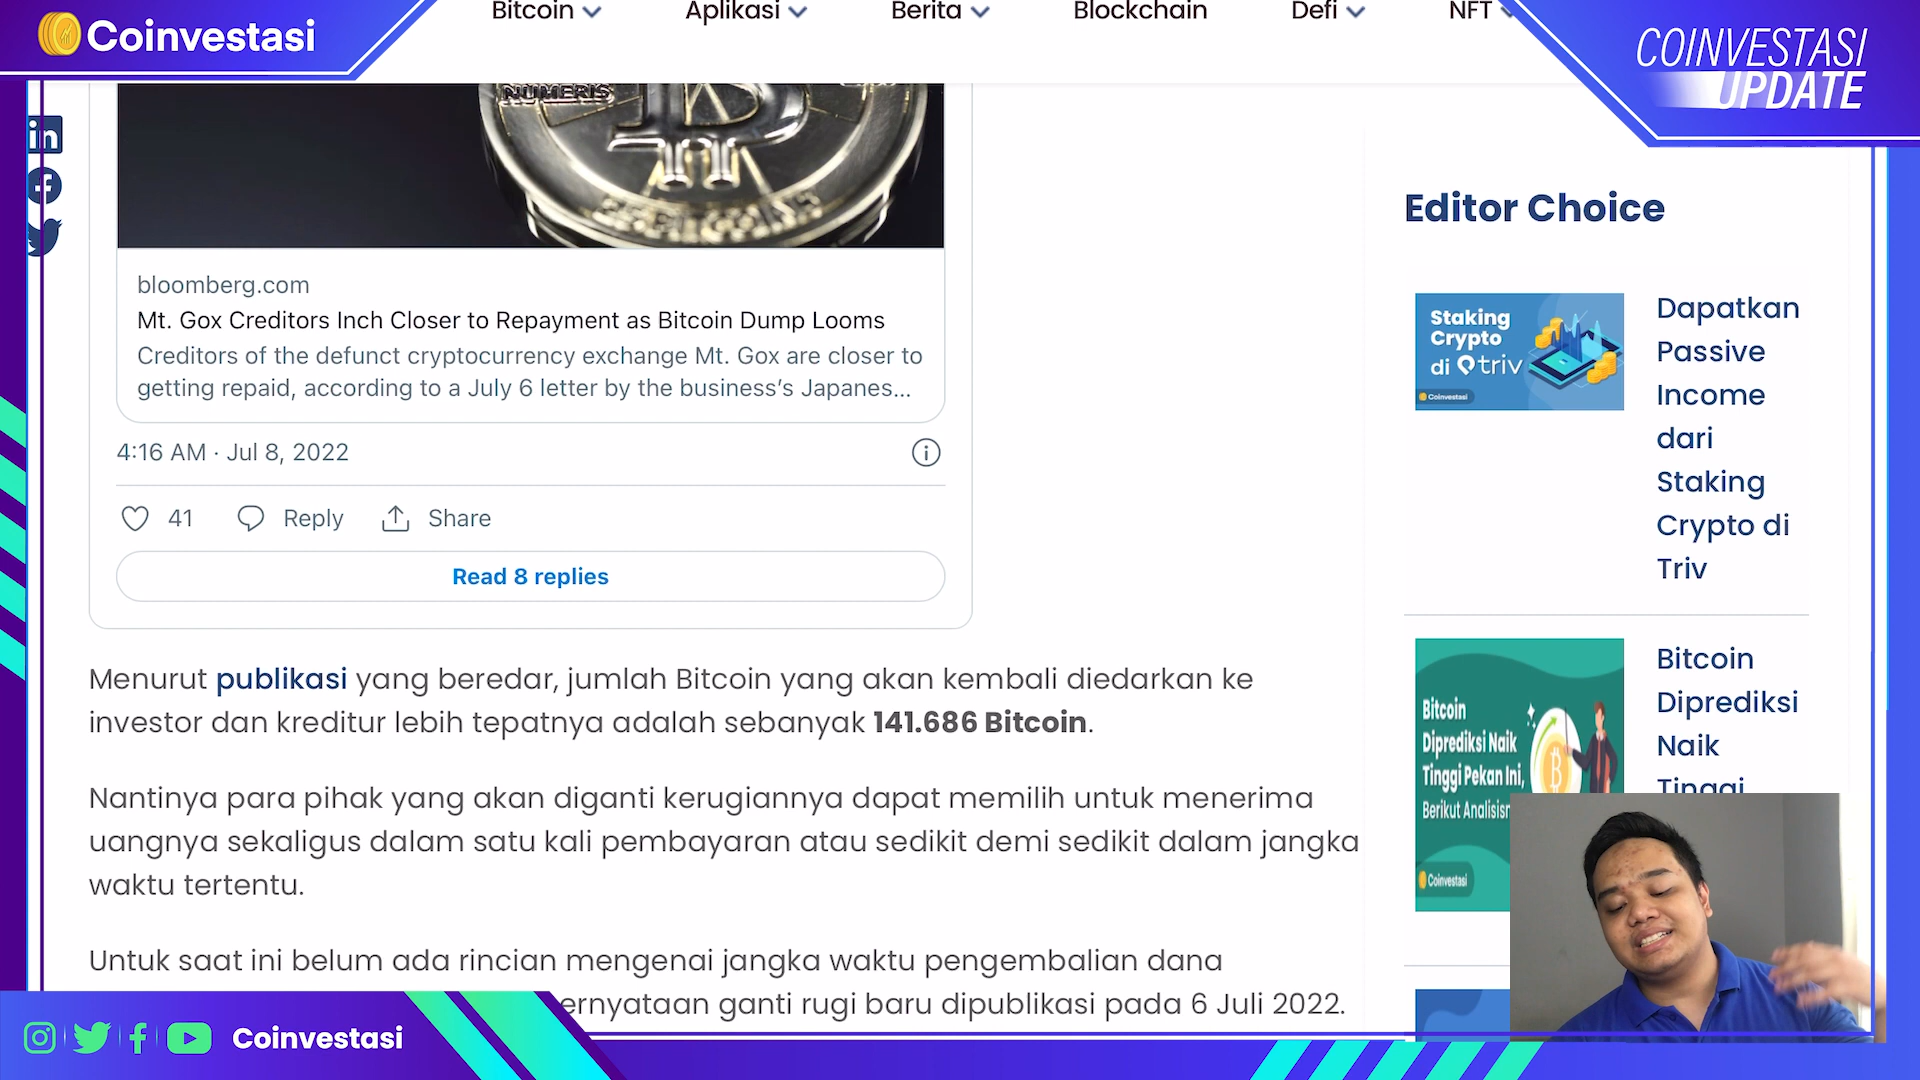 Coinvestasi
Bitcoin
Aplikasi
Berita
Blockchain
Defi
NFT
COINVESTASI
UPDATE
NUMERIS
in
bloomberg.com
Mt. Gox Creditors Inch Closer to Repayment as Bitcoin Dump Looms
Creditors of the defunct cryptocurrency exchange Mt. Gox are closer to
getting repaid, according to a July 6 letter by the business’s Japanes...
4:16 AM · Jul 8, 2022
41
Reply
Share
Read 8 replies
Menurut publikasi yang beredar, jumlah Bitcoin yang akan kembali diedarkan ke
investor dan kreditur lebih tepatnya adalah sebanyak 141.686 Bitcoin.
Nantinya para pihak yang akan diganti kerugiannya dapat memilih untuk menerima
uangnya sekaligus dalam satu kali pembayaran atau sedikit demi sedikit dalam jangka
waktu tertentu.
Untuk saat ini belum ada rincian mengenai jangka waktu pengembalian dana
ernyataan ganti rugi baru dipublikasi pada 6 Juli 2022.
Editor Choice
Staking
Crypto
di triv
Coinvestasi
Dapatkan
Passive
Income
dari
Staking
Crypto di
Triv
Bitcoin
Diprediksi Naik
Tinggi Pekan Ini,
Berikut Analisisn
Coinvestasi
Bitcoin
Diprediksi
Naik
Tinggi
Coinvestasi